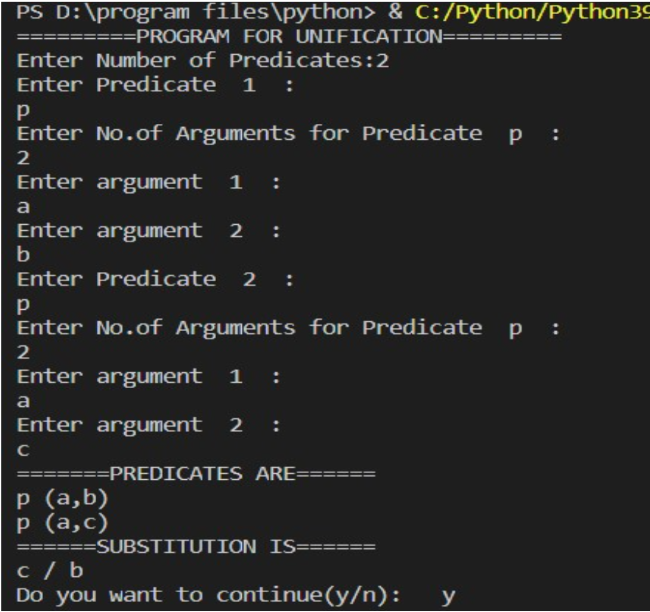 PS D:\program files\python> & C:/Python/Python39
=========PROGRAM FOR UNIFICATION=========
Enter Number of Predicates:2
Enter Predicate  1  :
p
Enter No.of Arguments for Predicate  p  :
2
Enter argument  1  :
a
Enter argument  2  :
b
Enter Predicate  2  :
p
Enter No.of Arguments for Predicate  p  :
2
Enter argument  1  :
a
Enter argument  2  :
c
=======PREDICATES ARE======
p (a,b)
p (a,c)
======SUBSTITUTION IS======
c / b
Do you want to continue(y/n):   y